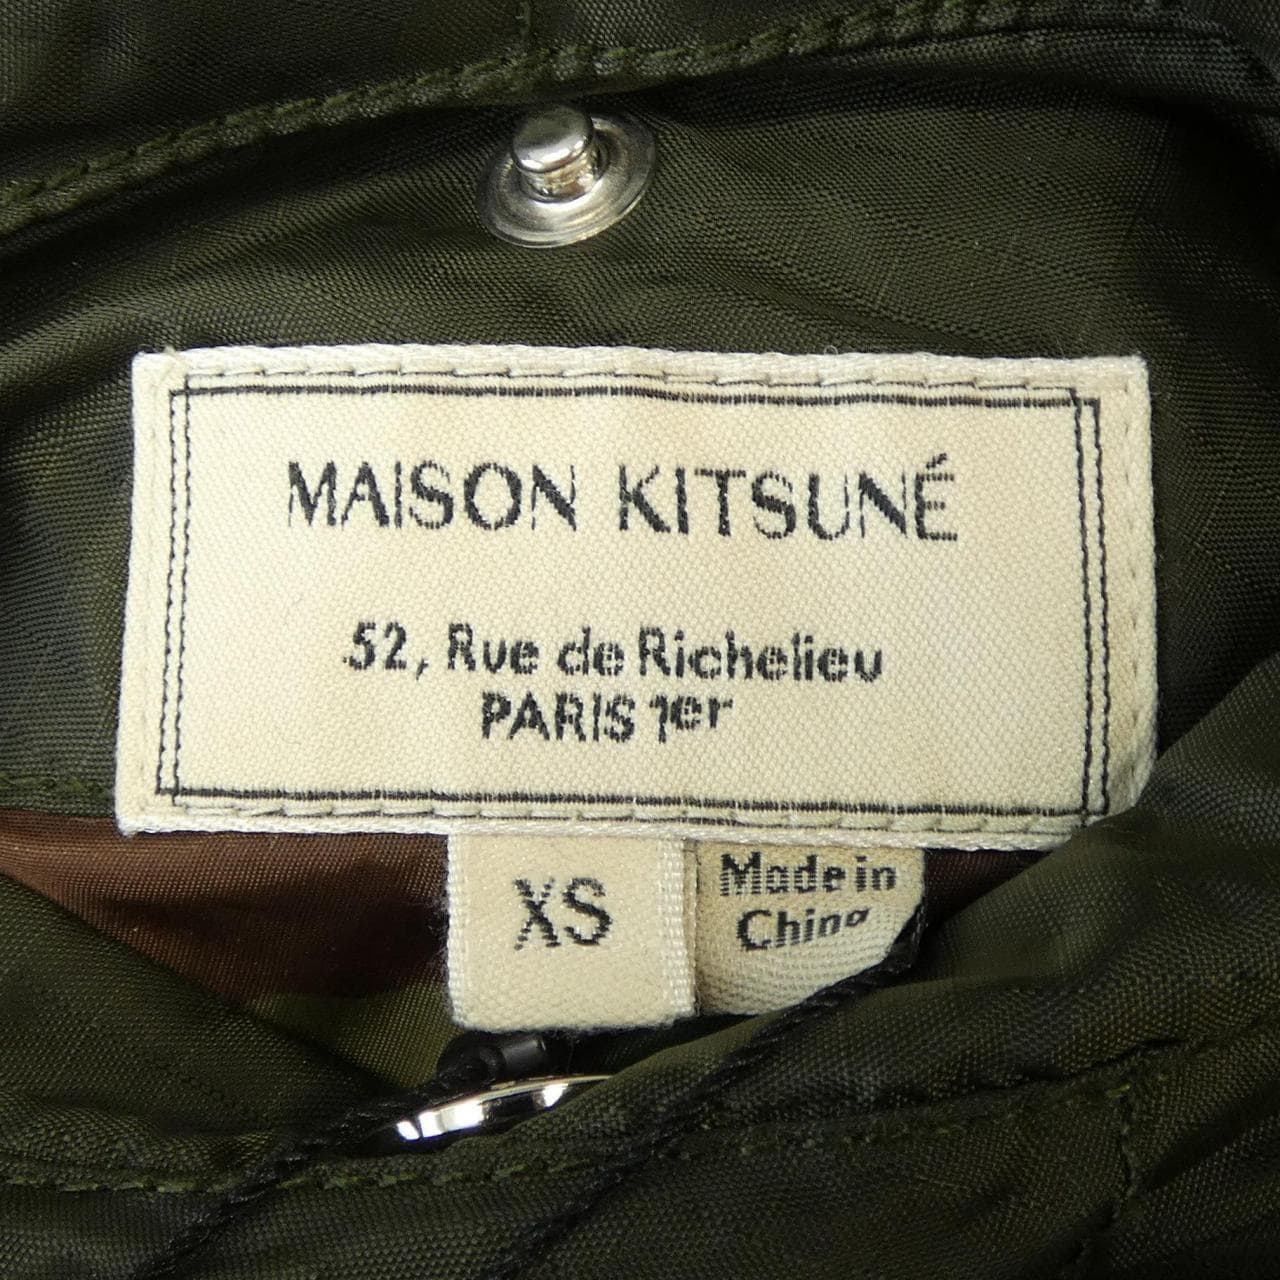 MAISON KITSUNÉ
52, Rue de Richelieu
PARIS 1er
XS
Made in
China